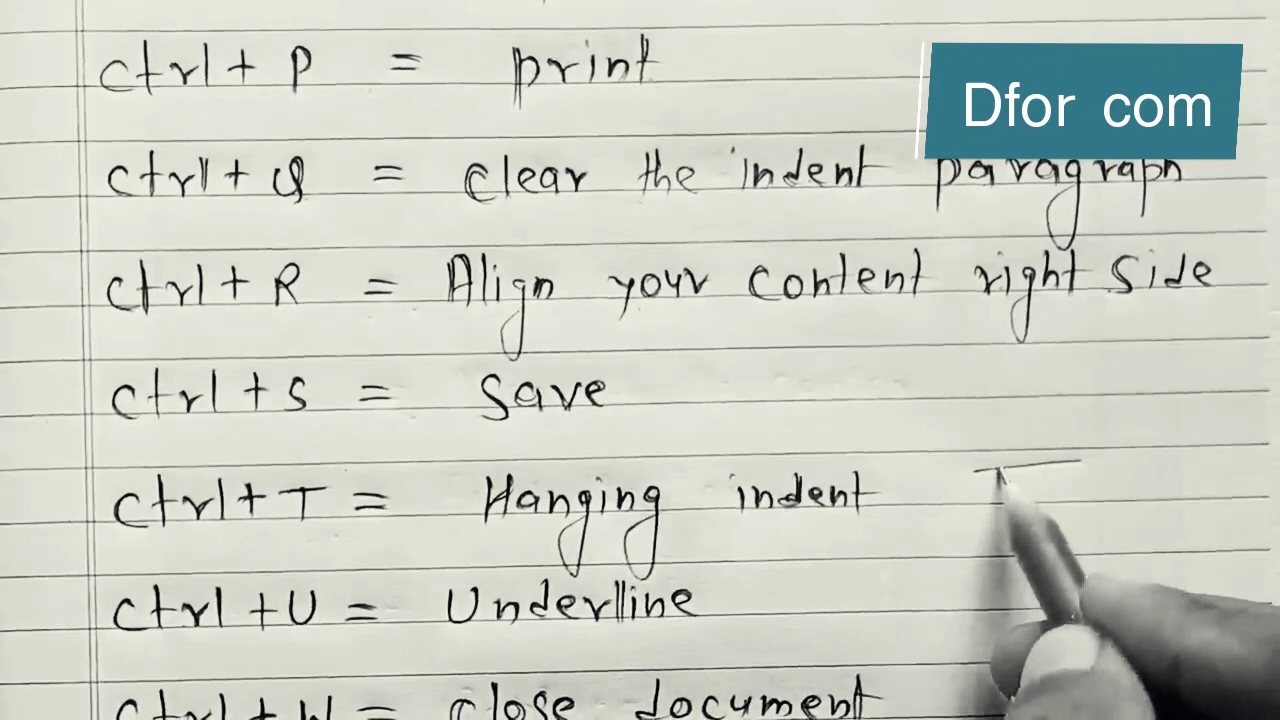 ctrl + P = print
Dfor com
ctrl + Q = clear the indent paragraph
ctrl + R = Align your content right side
ctrl + s = save
ctrl + T = Hanging indent
ctrl + U = Underline
ctrl + W = close document